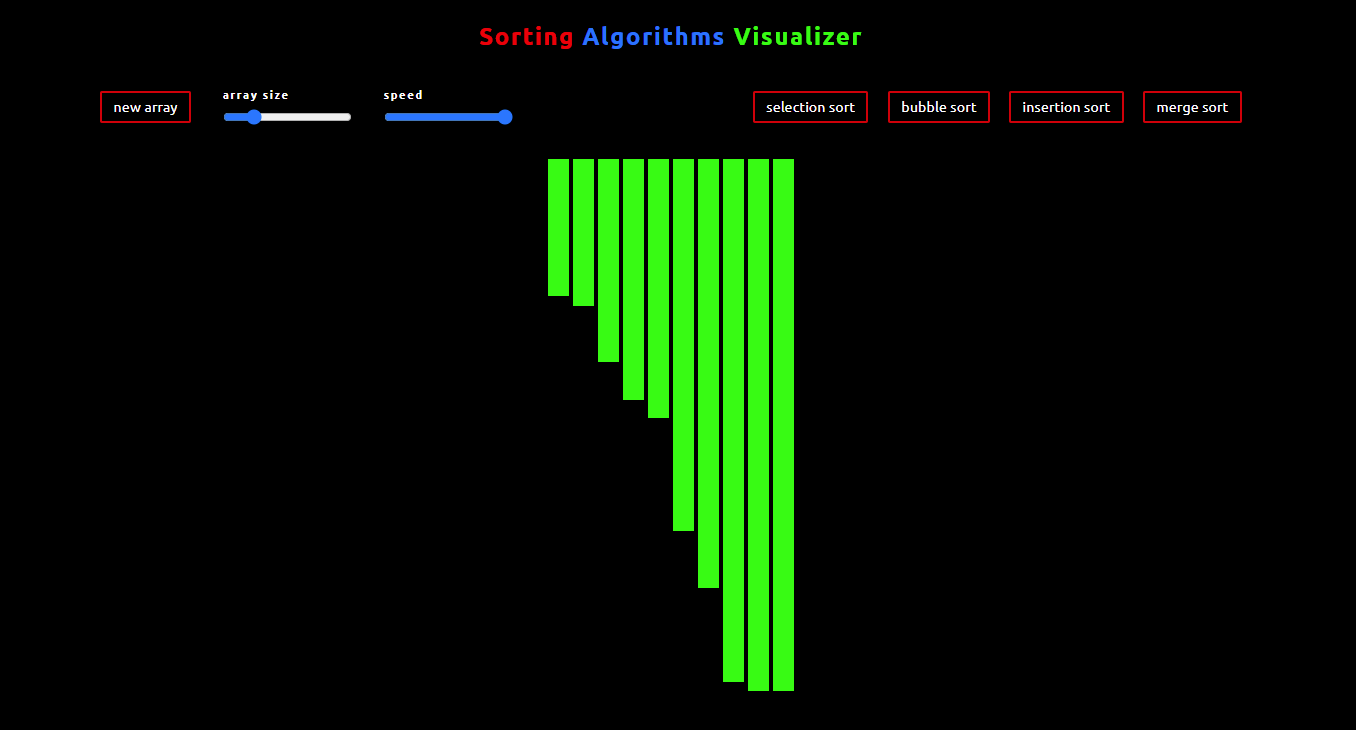 Sorting Algorithms Visualizer
new array
array size
speed
selection sort
bubble sort
insertion sort
merge sort